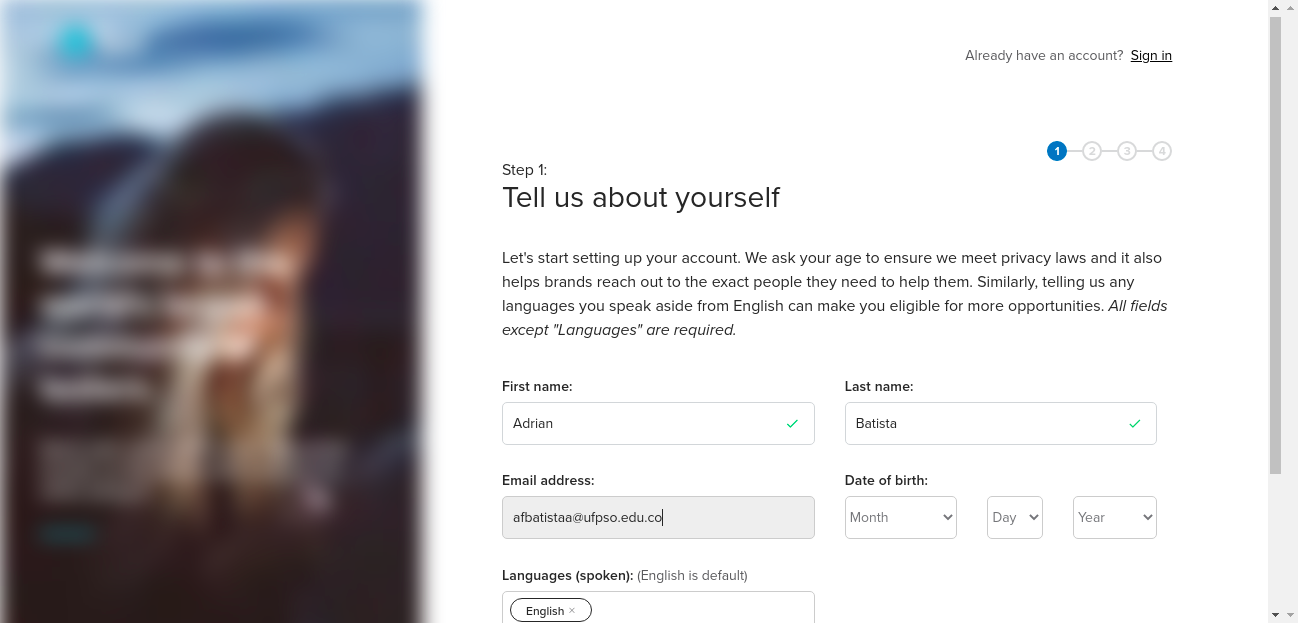 Already have an account? Sign in
1 2 3 4
Step 1:
Tell us about yourself
Let's start setting up your account. We ask your age to ensure we meet privacy laws and it also
helps brands reach out to the exact people they need to help them. Similarly, telling us any
languages you speak aside from English can make you eligible for more opportunities. All fields
except "Languages" are required.
First name: Last name:
Adrian Batista
Email address: Date of birth:
afbatistaa@ufpso.edu.co Month Day Year
Languages (spoken): (English is default)
English ×